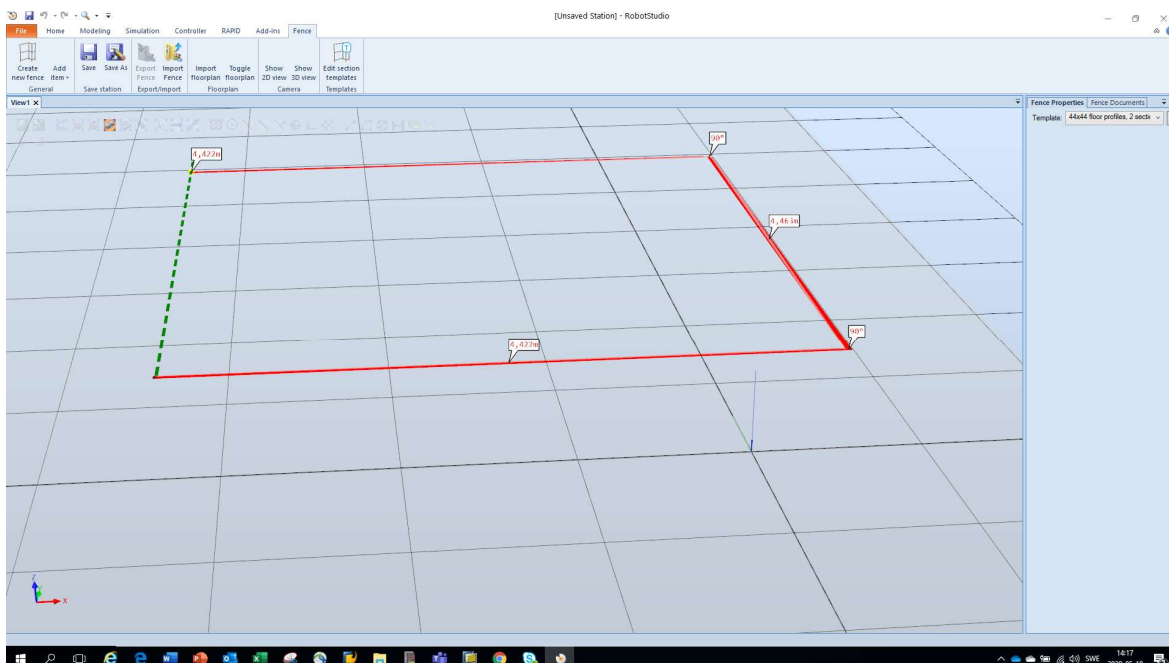 [Unsaved Station] - RobotStudio
File Home Modeling Simulation Controller RAPID Add-Ins Fence
Create new fence
Add item
Save
Save As
Export Fence
Import Fence
Import floorplan
Toggle floorplan
Show 2D view
Show 3D view
Edit section templates
General Save station Export/Import Floorplan Camera Templates
View1 X
Fence Properties Fence Documents
Template: 44x44 floor profiles, 2 secti
4,422m
90°
4,463m
90°
4,422m
Z
X
SWE
14:17